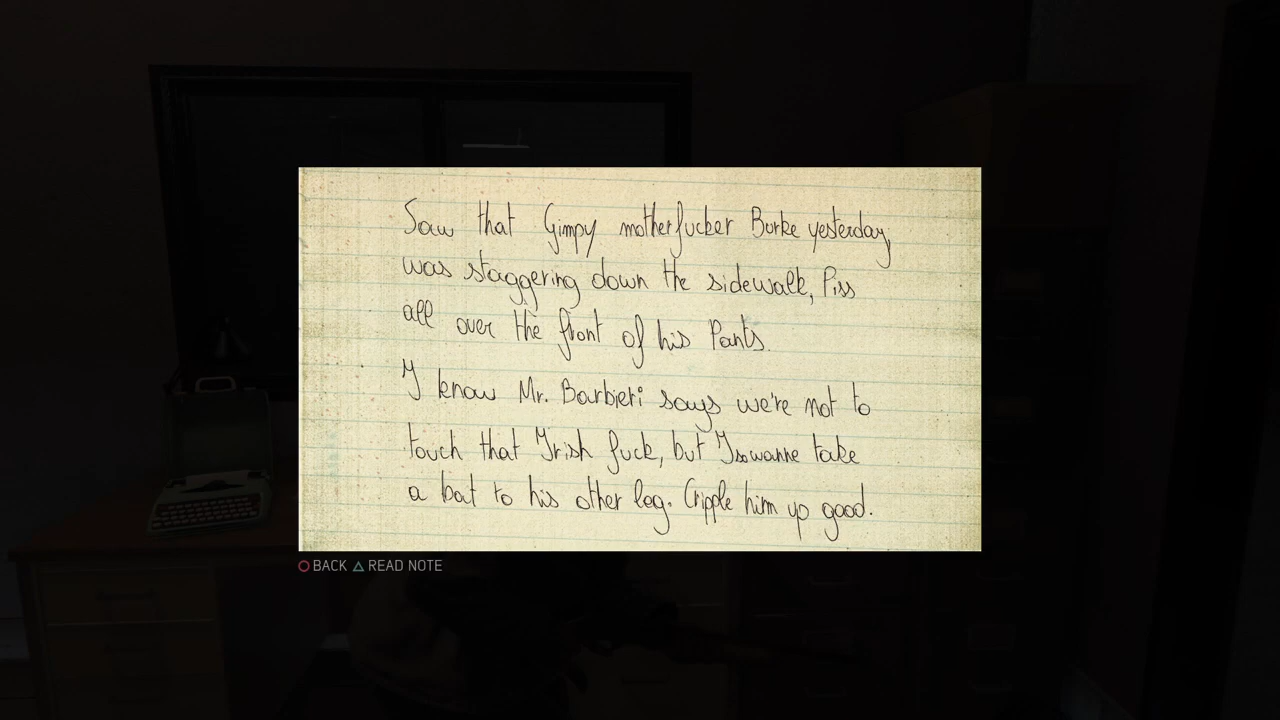 Saw that Gimpy motherfucker Burke yesterday,
was staggering down the sidewalk, Piss
all over the front of his Pants.
I know Mr. Barbieri says we're not to
touch that Irish fuck, but I so wanne take
a bat to his other leg. Cripple him up good.
BACK READ NOTE